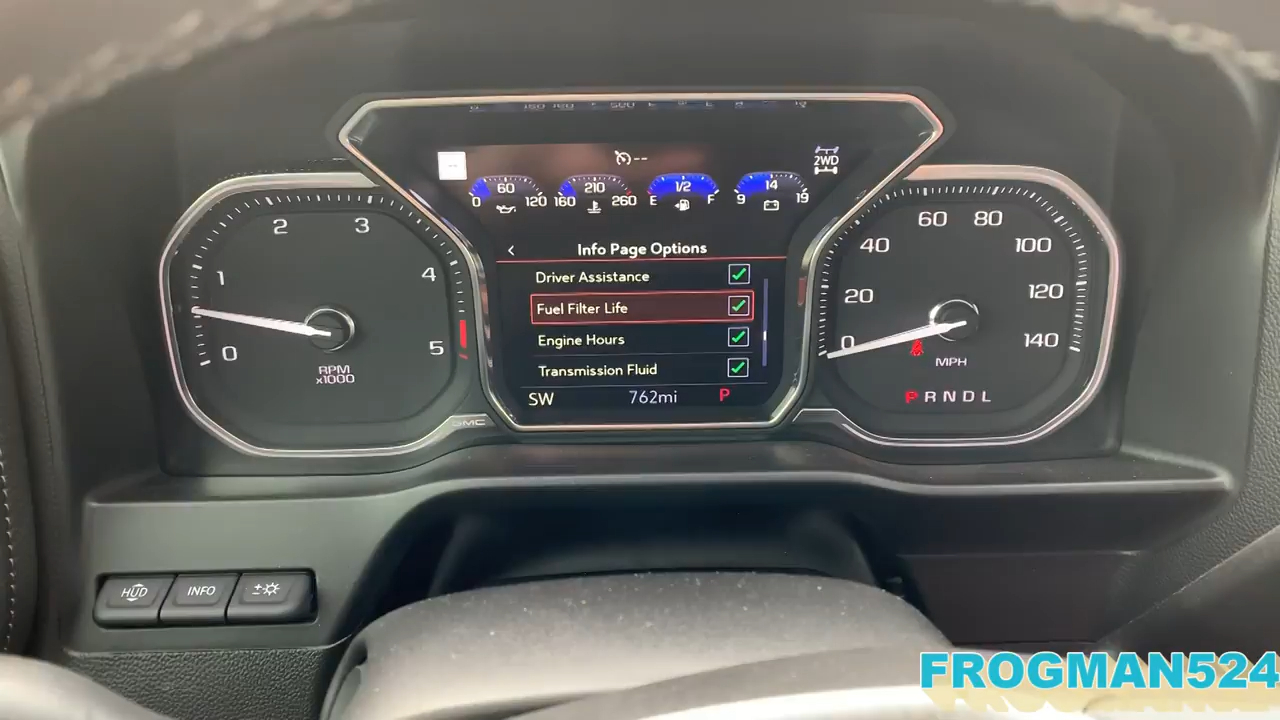 2WD
60
0 120
210
160 260
1/2
E F
14
9 19
Info Page Options
Driver Assistance
Fuel Filter Life
Engine Hours
Transmission Fluid
SW 762mi P
0 1 2 3 4 5
RPM
x1000
GMC
0 20 40 60 80 100 120 140
MPH
P R N D L
HUD
INFO
FROGMAN524